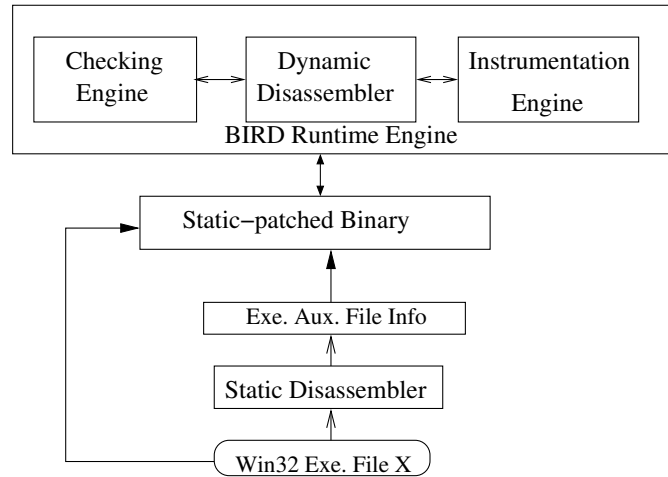 Checking
Engine
Dynamic
Disassembler
Instrumentation
Engine
BIRD Runtime Engine
Static−patched Binary
Exe. Aux. File Info
Static Disassembler
Win32 Exe. File X